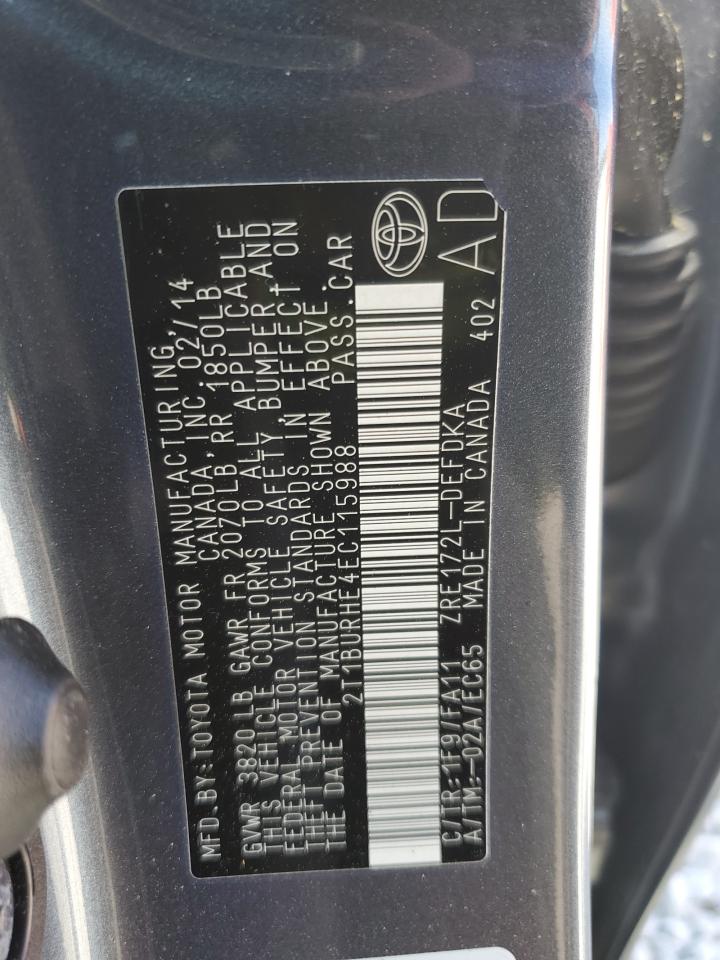 MFD.BY:TOYOTA MOTOR MANUFACTURING,
CANADA,INC.02/14
GVWR 3820LB GAWR FR 2070LB,RR 1850LB
THIS VEHICLE CONFORMS TO ALL APPLICABLE
FEDERAL MOTOR VEHICLE SAFETY,BUMPER,AND
THEFT PREVENTION STANDARDS IN EFFECT ON
THE DATE OF MANUFACTURE SHOWN ABOVE.
2T1BURHE4EC115988 PASS.CAR
C/TR:1F9/FA11 ZRE172L-DEFDKA
A/TM:-02A/EC65 MADE IN CANADA 402 AD